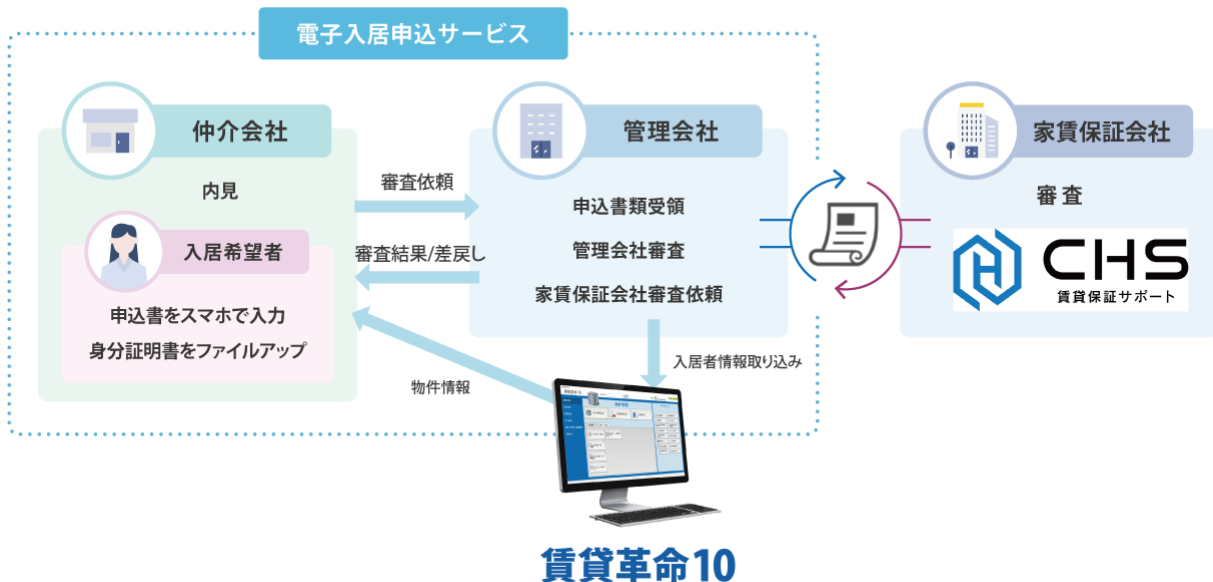 電子入居申込サービス
仲介会社
内見
入居希望者
申込書をスマホで入力
身分証明書をファイルアップ
審査依頼
審査結果/差戻し
物件情報
管理会社
申込書類受領
管理会社審査
家賃保証会社審査依頼
入居者情報取り込み
家賃保証会社
審査
CHS
賃貸保証サポート
賃貸革命10